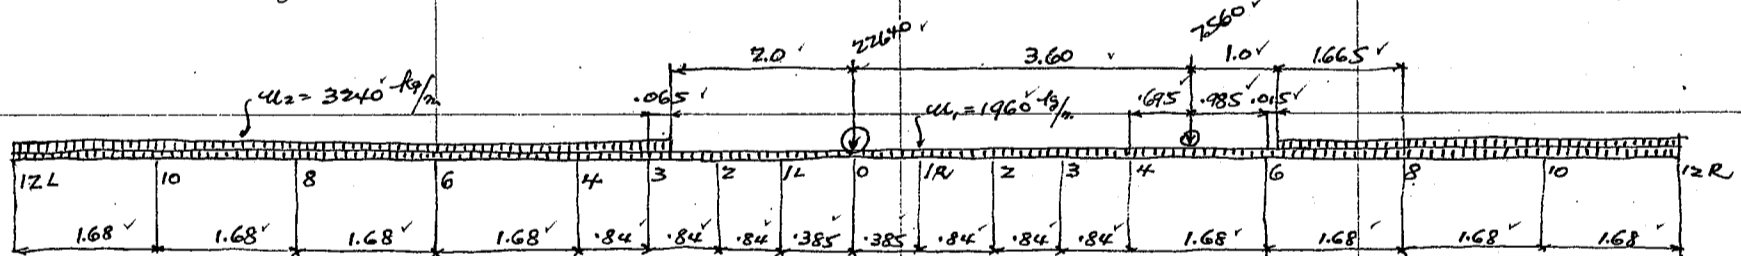 22640 ✓ 7560 ✓
2.0 ✓ 3.60 ✓ 1.0 ✓ 1.665 ✓
u₂ = 3240 ✓ kg/m .065 ✓ u₁ = 1960 ✓ kg/m .695 ✓ .985 ✓ .015 ✓
12L 10 8 6 4 3 2 1L 0 1R 2 3 4 6 8 10 12R
1.68 ✓ 1.68 ✓ 1.68 ✓ 1.68 ✓ .84 ✓ .84 ✓ .84 ✓ .385 ✓ .385 ✓ .84 ✓ .84 ✓ .84 ✓ 1.68 ✓ 1.68 ✓ 1.68 ✓ 1.68 ✓